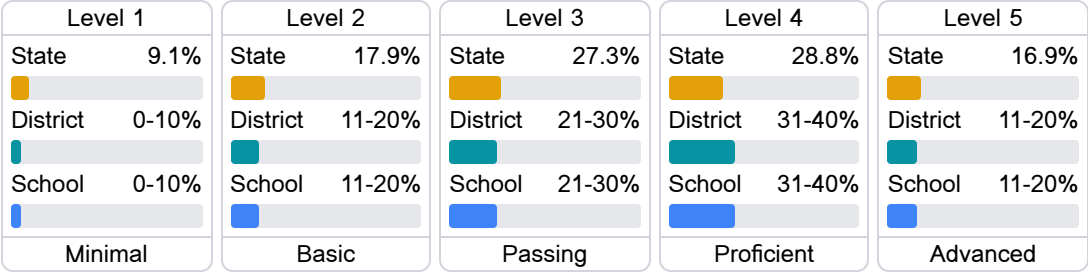 Level 1
State 9.1%
District 0-10%
School 0-10%
Minimal
Level 2
State 17.9%
District 11-20%
School 11-20%
Basic
Level 3
State 27.3%
District 21-30%
School 21-30%
Passing
Level 4
State 28.8%
District 31-40%
School 31-40%
Proficient
Level 5
State 16.9%
District 11-20%
School 11-20%
Advanced